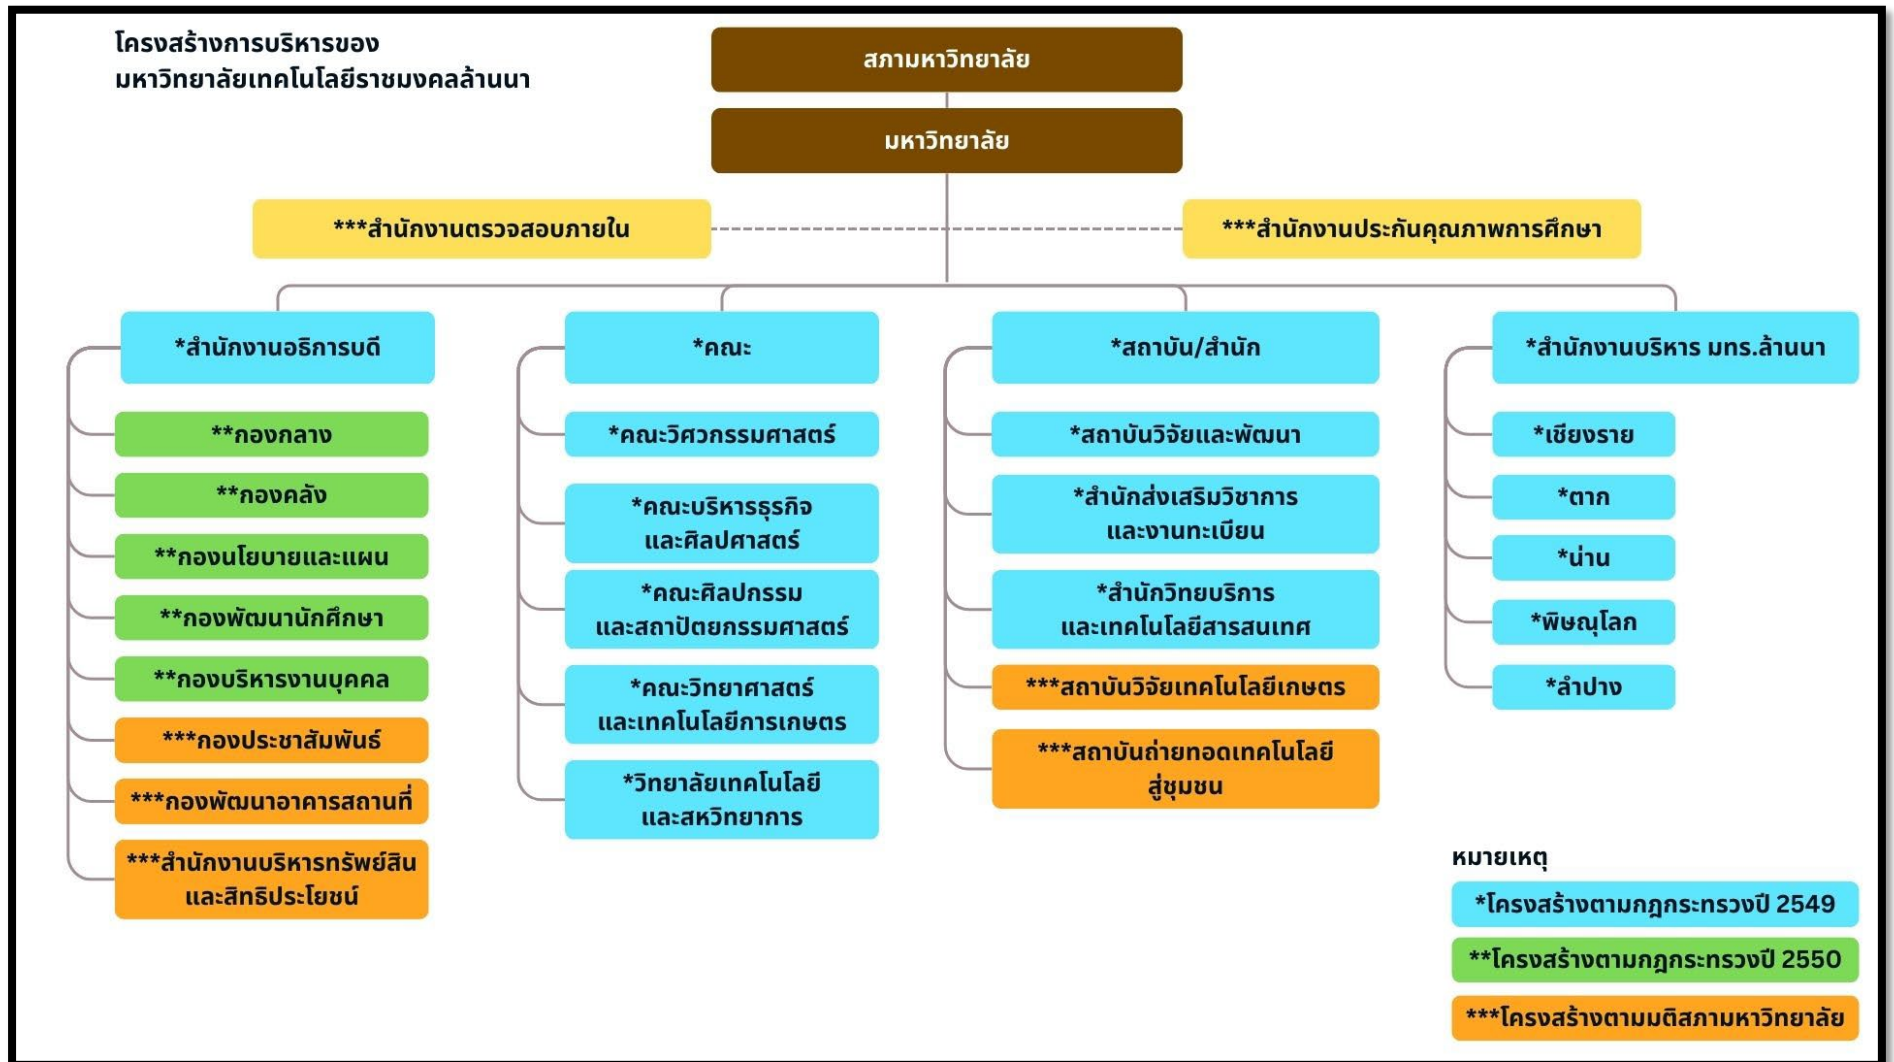 โครงสร้างการบริหารของ
มหาวิทยาลัยเทคโนโลยีราชมงคลล้านนา
สภามหาวิทยาลัย
มหาวิทยาลัย
***สำนักงานตรวจสอบภายใน
***สำนักงานประกันคุณภาพการศึกษา
*สำนักงานอธิการบดี
**กองกลาง
**กองคลัง
**กองนโยบายและแผน
**กองพัฒนานักศึกษา
**กองบริหารงานบุคคล
***กองประชาสัมพันธ์
***กองพัฒนาอาคารสถานที่
***สำนักงานบริหารทรัพย์สิน
และสิทธิประโยชน์
*คณะ
*คณะวิศวกรรมศาสตร์
*คณะบริหารธุรกิจ
และศิลปศาสตร์
*คณะศิลปกรรม
และสถาปัตยกรรมศาสตร์
*คณะวิทยาศาสตร์
และเทคโนโลยีการเกษตร
*วิทยาลัยเทคโนโลยี
และสหวิทยาการ
*สถาบัน/สำนัก
*สถาบันวิจัยและพัฒนา
*สำนักส่งเสริมวิชาการ
และงานทะเบียน
*สำนักวิทยบริการ
และเทคโนโลยีสารสนเทศ
***สถาบันวิจัยเทคโนโลยีเกษตร
***สถาบันถ่ายทอดเทคโนโลยี
สู่ชุมชน
*สำนักงานบริหาร มทร.ล้านนา
*เชียงราย
*ตาก
*น่าน
*พิษณุโลก
*ลำปาง
หมายเหตุ
*โครงสร้างตามกฎกระทรวงปี 2549
**โครงสร้างตามกฎกระทรวงปี 2550
***โครงสร้างตามมติสภามหาวิทยาลัย